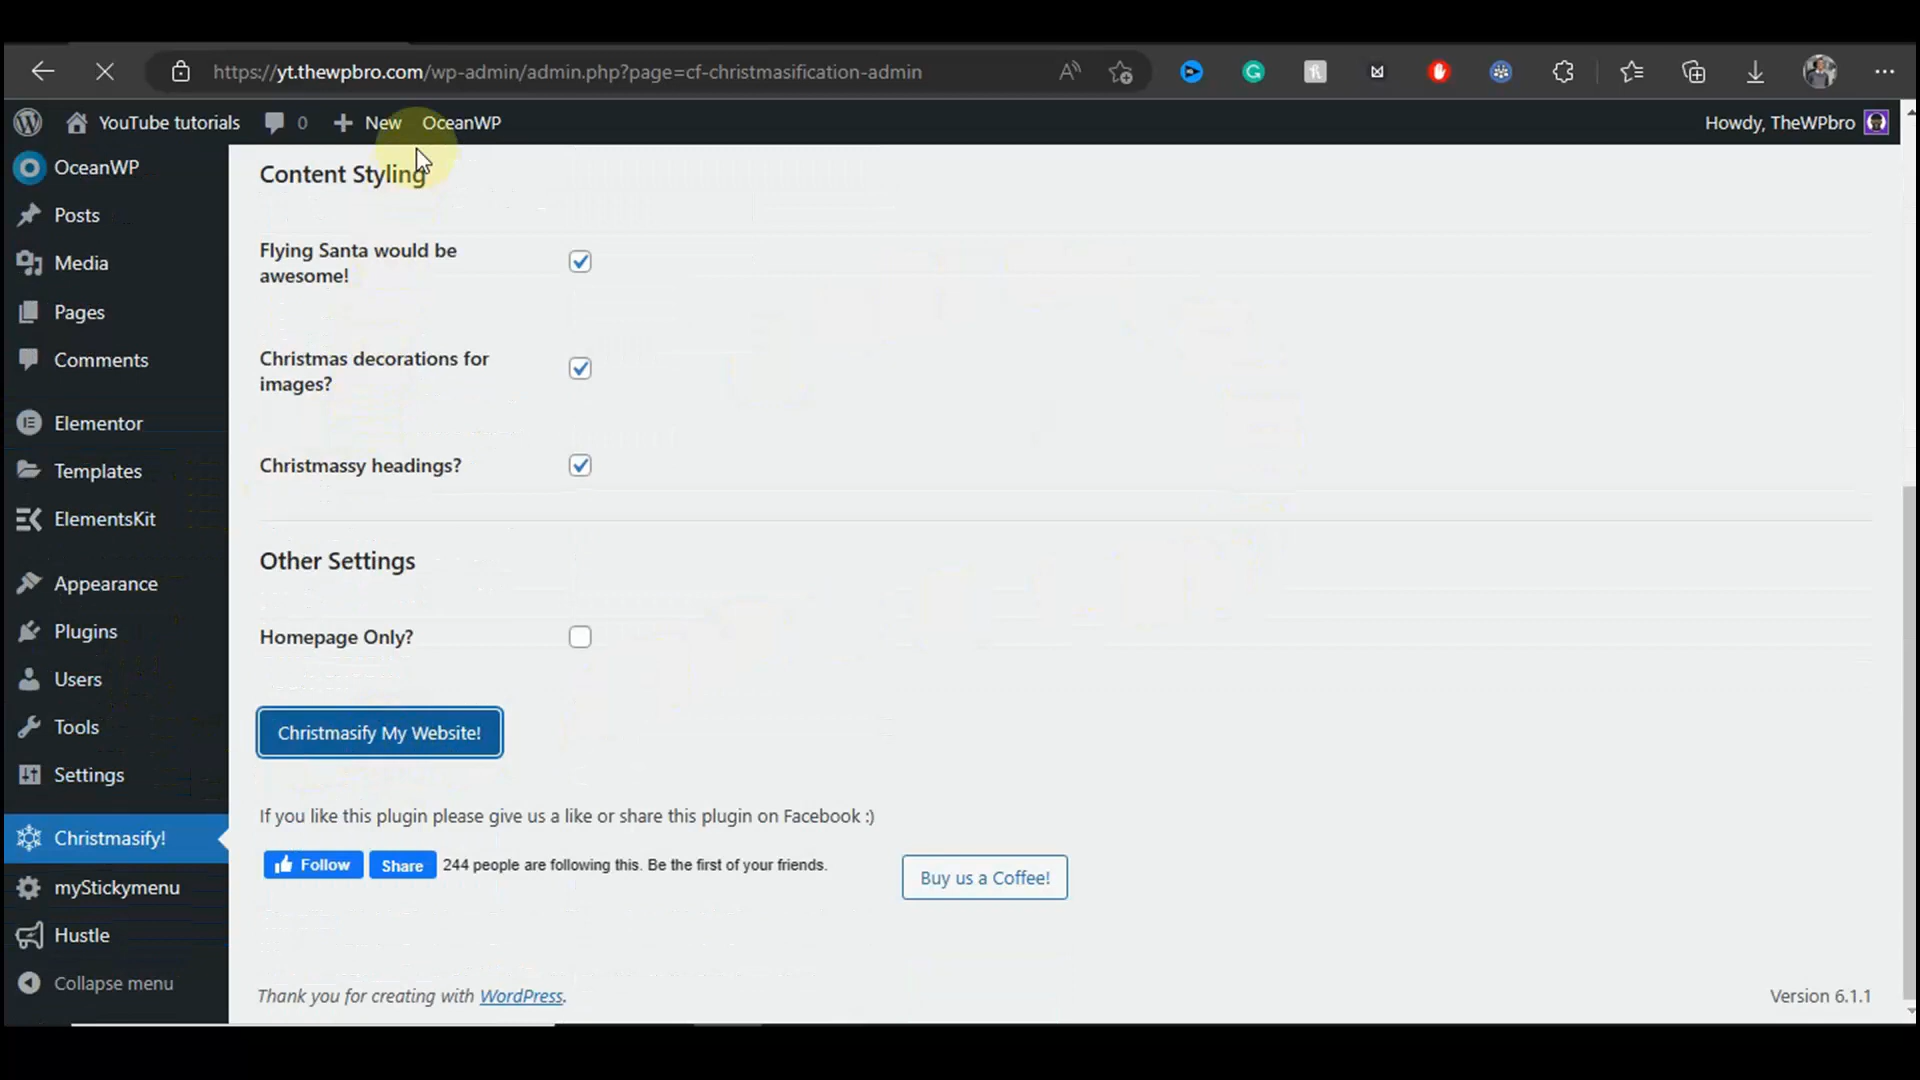 https://yt.thewpbro.com/wp-admin/admin.php?page=cf-christmasification-admin
YouTube tutorials 0 New OceanWP Howdy, TheWPbro
OceanWP
Posts
Media
Pages
Comments
Elementor
Templates
ElementsKit
Appearance
Plugins
Users
Tools
Settings
Christmasify!
myStickymenu
Hustle
Collapse menu
Content Styling
Flying Santa would be
awesome!
Christmas decorations for
images?
Christmassy headings?
Other Settings
Homepage Only?
Christmasify My Website!
If you like this plugin please give us a like or share this plugin on Facebook :)
Follow Share 244 people are following this. Be the first of your friends.
Buy us a Coffee!
Thank you for creating with WordPress. Version 6.1.1